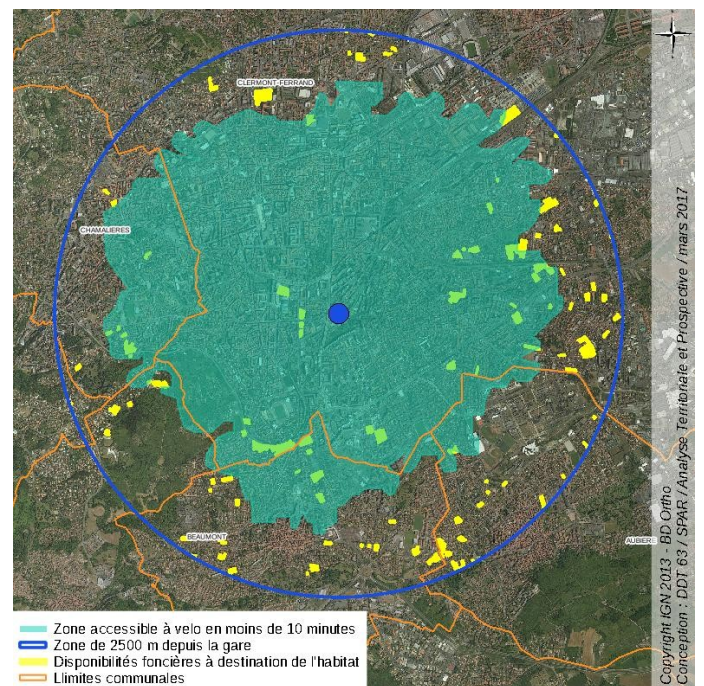 CLERMONT-FERRAND
CHAMALIERES
BEAUMONT
AUBIERE
Zone accessible à velo en moins de 10 minutes
Zone de 2500 m depuis la gare
Disponibilités foncières à destination de l'habitat
Llimites communales
Copyright IGN 2013 - BD Ortho
Conception : DDT 63 / SPAR / Analyse Territoriale et Prospective / mars 2017